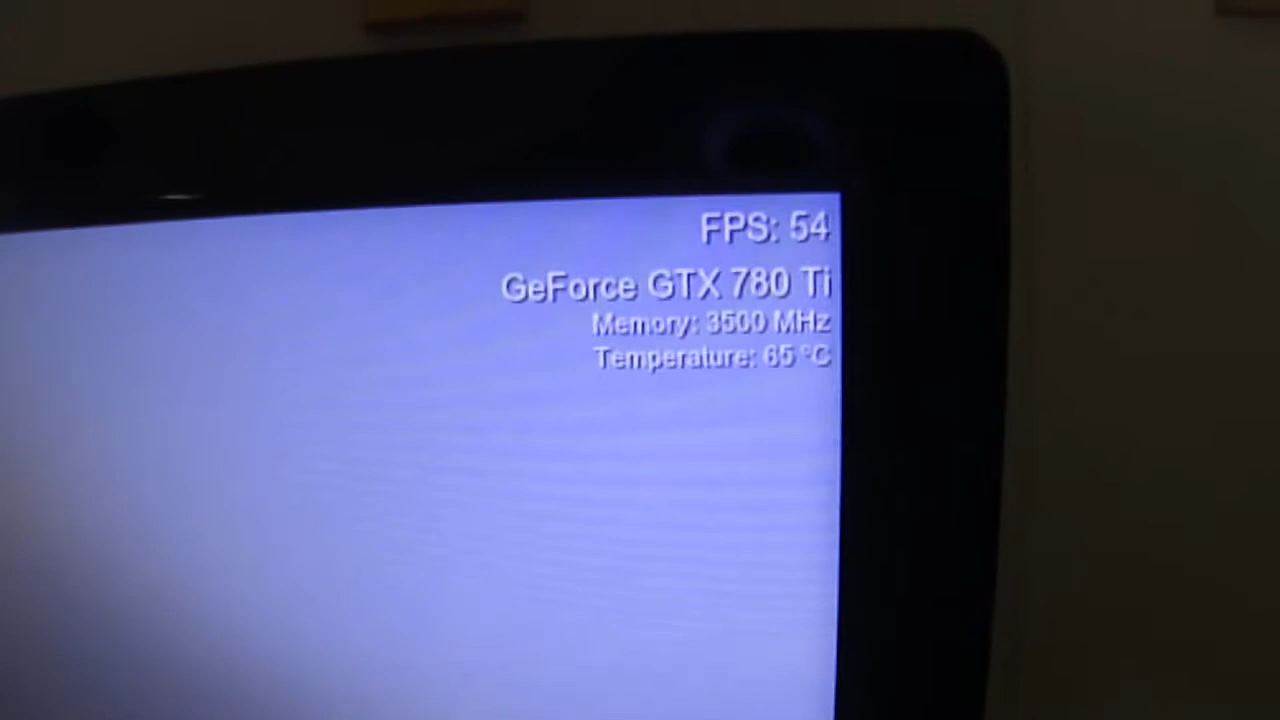 FPS: 54
GeForce GTX 780 Ti
Memory: 3500 MHz
Temperature: 65 °C